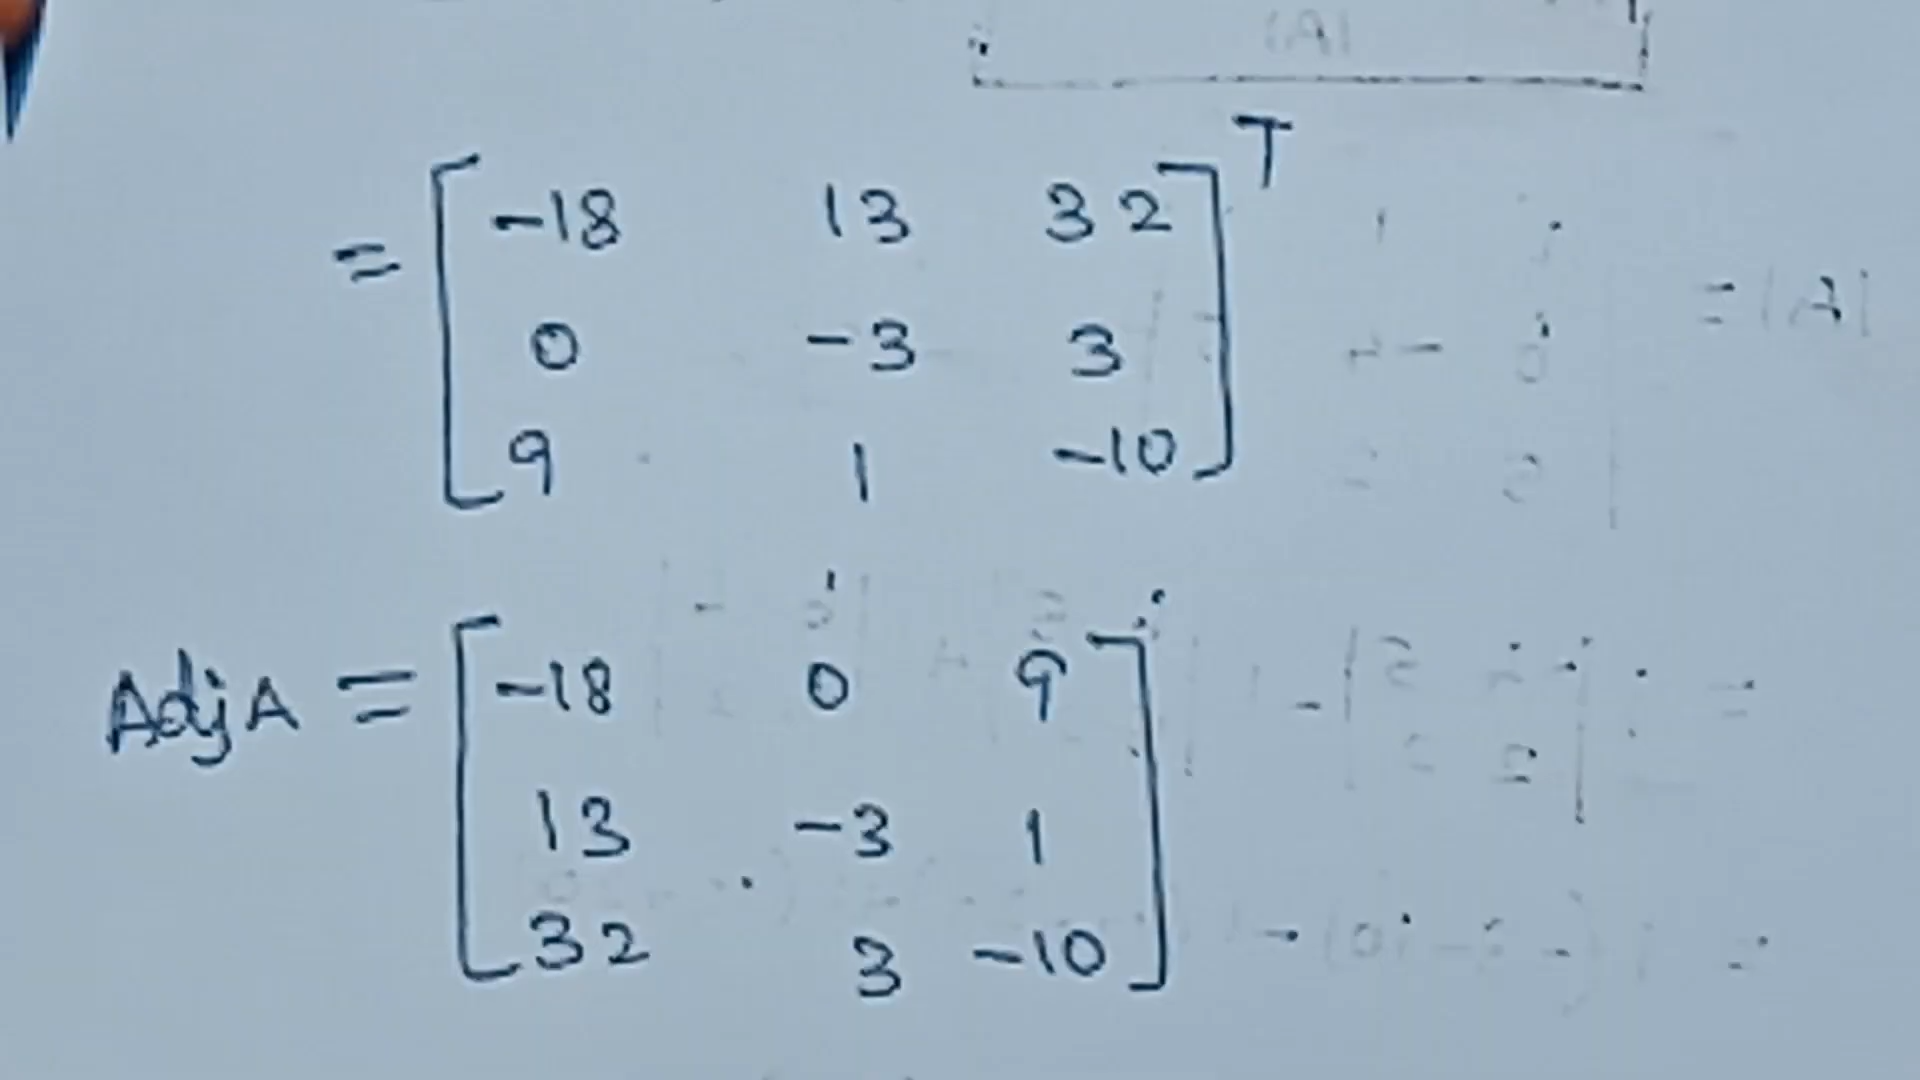 = [ -18 13 32 ]ᵀ
0 -3 3
9 1 -10
Adj A = [ -18 0 9 ]
13 -3 1
32 3 -10